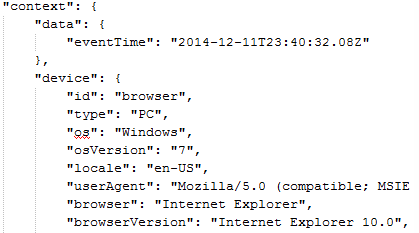 "context": {
"data": {
"eventTime": "2014-12-11T23:40:32.08Z"
},
"device": {
"id": "browser",
"type": "PC",
"os": "Windows",
"osVersion": "7",
"locale": "en-US",
"userAgent": "Mozilla/5.0 (compatible; MSIE
"browser": "Internet Explorer",
"browserVersion": "Internet Explorer 10.0",